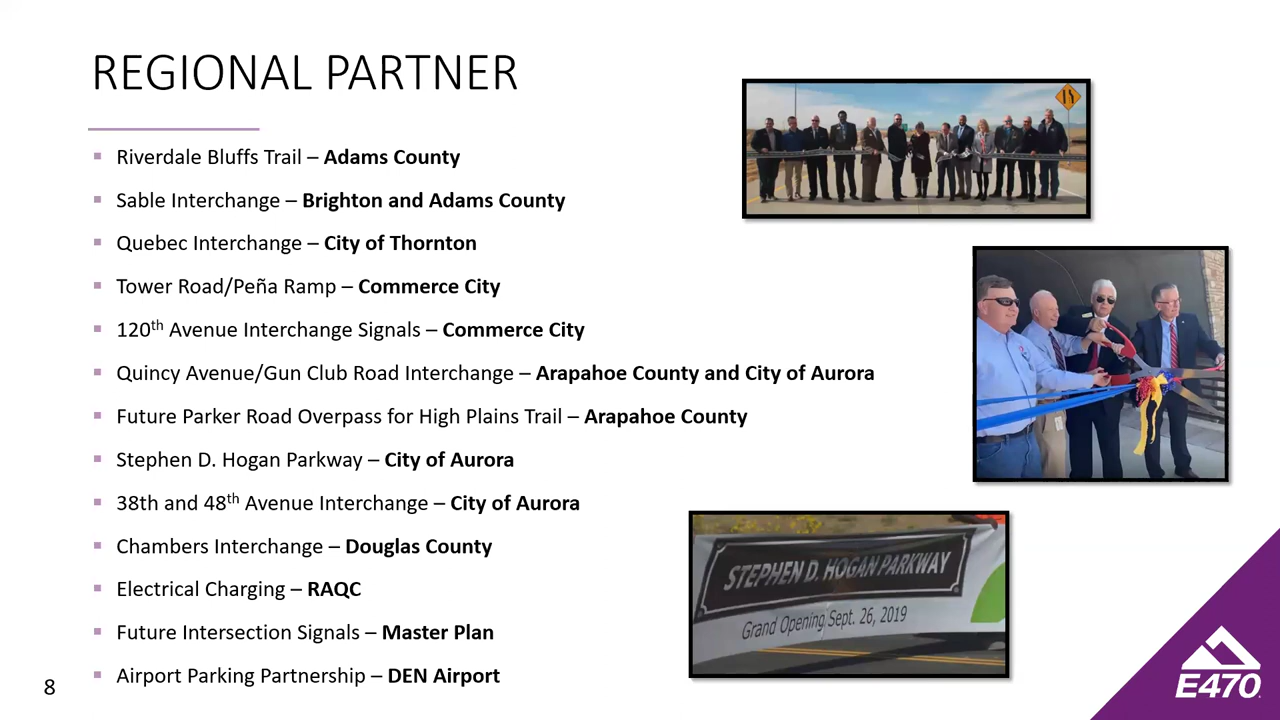 REGIONAL PARTNER
Riverdale Bluffs Trail – Adams County
Sable Interchange – Brighton and Adams County
Quebec Interchange – City of Thornton
Tower Road/Peña Ramp – Commerce City
120th Avenue Interchange Signals – Commerce City
Quincy Avenue/Gun Club Road Interchange – Arapahoe County and City of Aurora
Future Parker Road Overpass for High Plains Trail – Arapahoe County
Stephen D. Hogan Parkway – City of Aurora
38th and 48th Avenue Interchange – City of Aurora
Chambers Interchange – Douglas County
Electrical Charging – RAQC
Future Intersection Signals – Master Plan
Airport Parking Partnership – DEN Airport
8
STEPHEN D. HOGAN PARKWAY
Grand Opening Sept. 26, 2019
E470